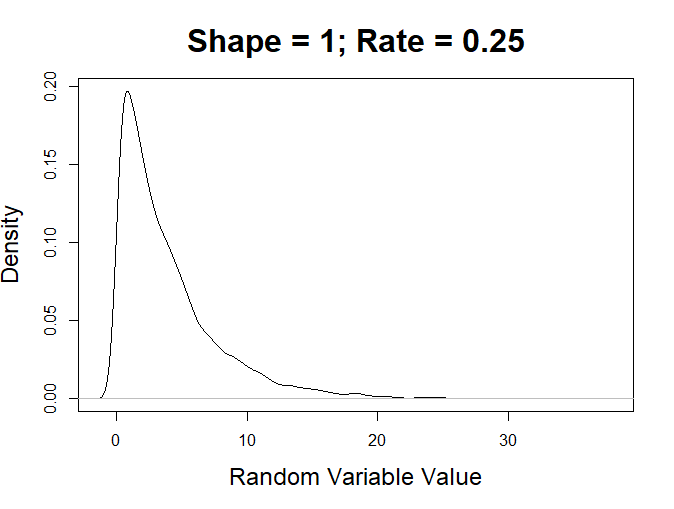 Shape = 1; Rate = 0.25
Density
0.20
0.15
0.10
0.05
0.00
0 10 20 30
Random Variable Value